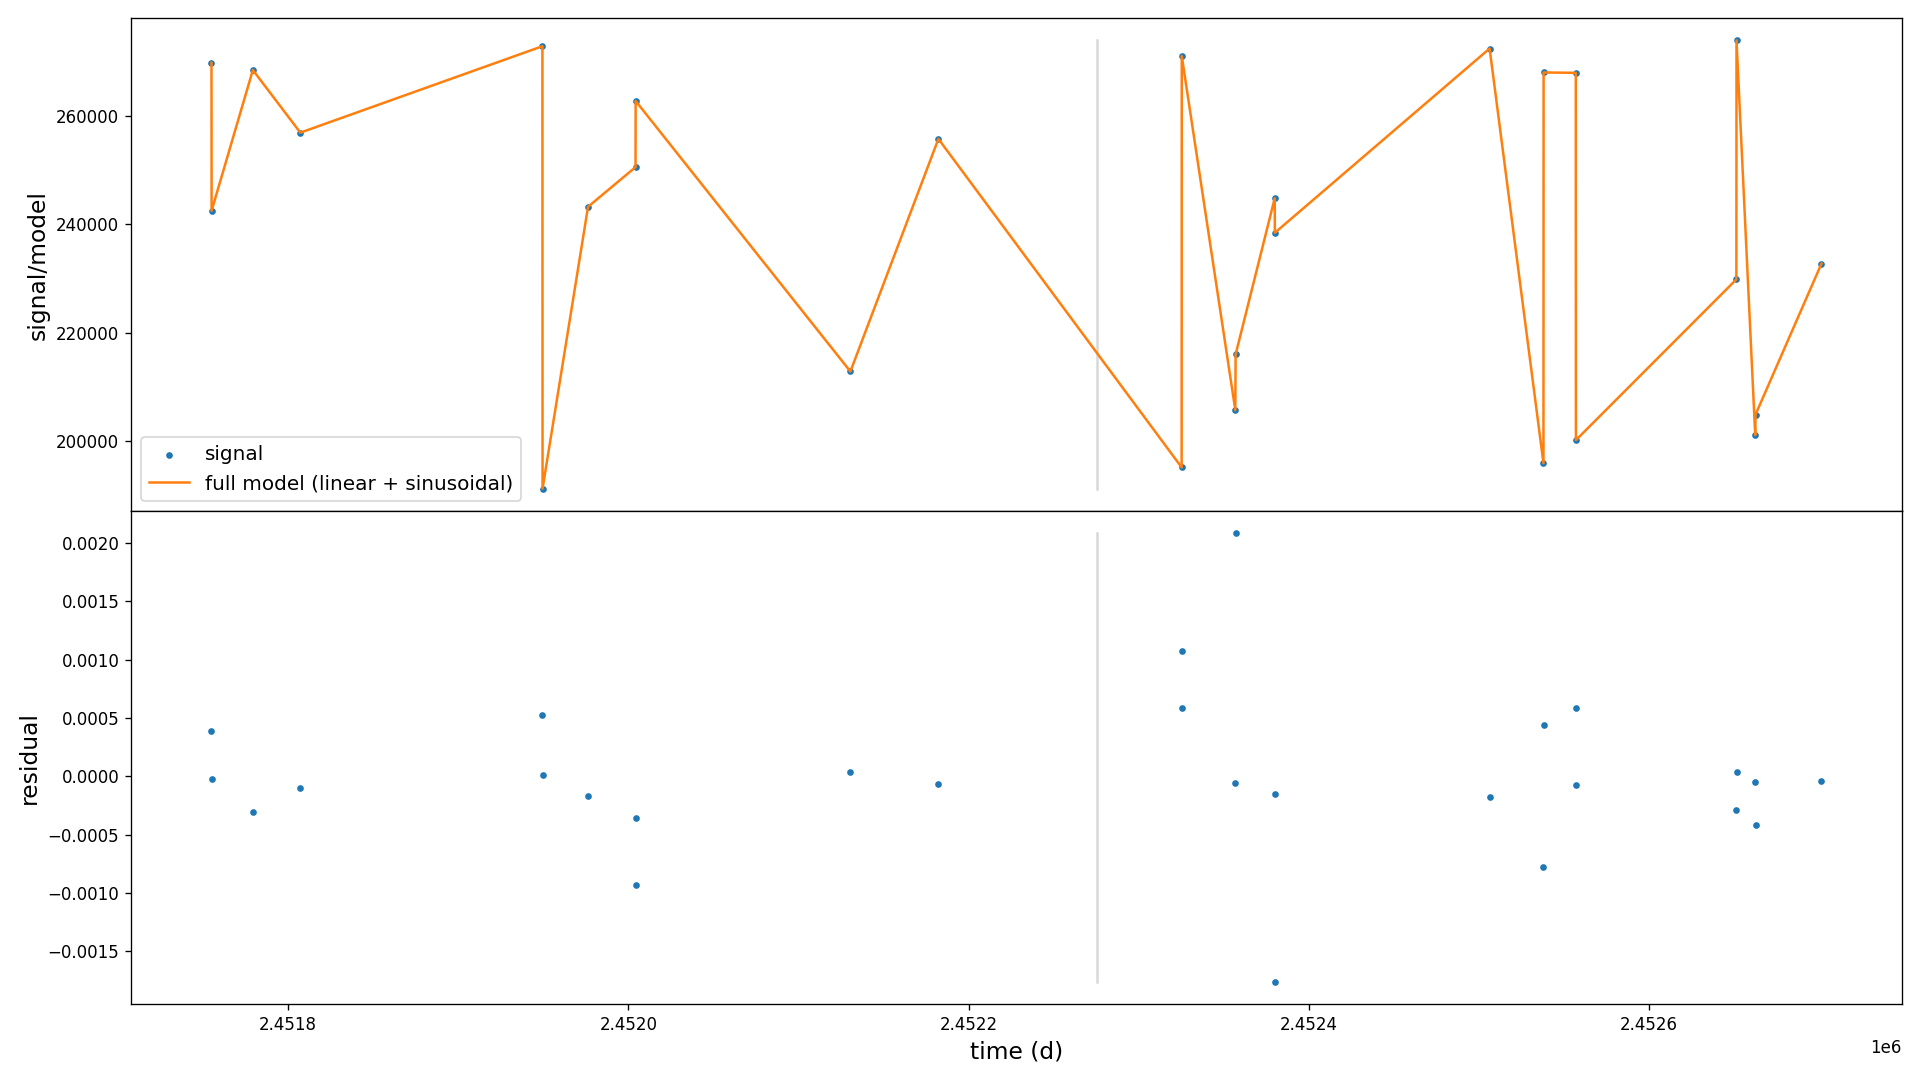 260000
240000
220000
200000
signal/model
signal
full model (linear + sinusoidal)
0.0020
0.0015
0.0010
0.0005
0.0000
−0.0005
−0.0010
−0.0015
residual
2.4518 2.4520 2.4522 2.4524 2.4526
1e6
time (d)